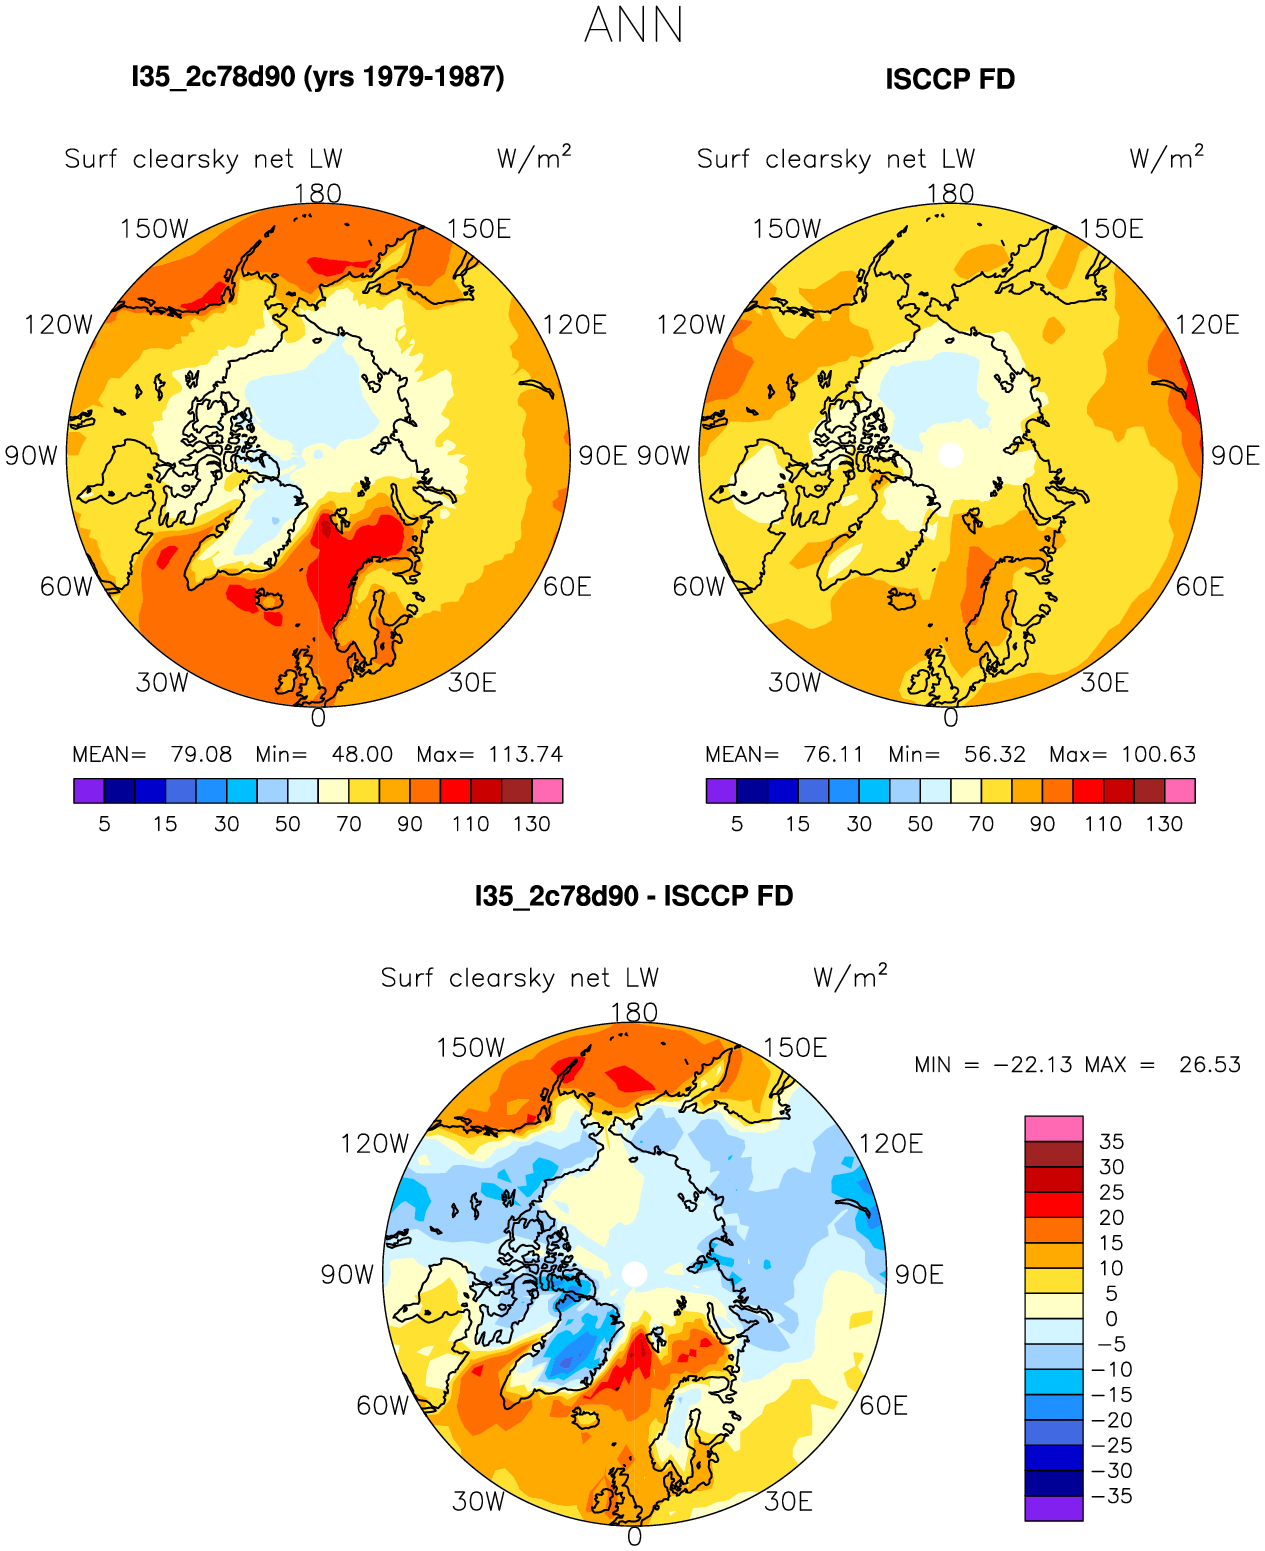 ANN
I35_2c78d90 (yrs 1979-1987)
ISCCP FD
Surf clearsky net LW W/m²
Surf clearsky net LW W/m²
180
180
150W 150E
150W 150E
120W 120E
120W 120E
90W 90E
90W 90E
60W 60E
60W 60E
30W 30E
30W 30E
0
0
MEAN= 79.08 Min= 48.00 Max= 113.74
MEAN= 76.11 Min= 56.32 Max= 100.63
5 15 30 50 70 90 110 130
5 15 30 50 70 90 110 130
I35_2c78d90 - ISCCP FD
Surf clearsky net LW W/m²
180
150W 150E
MIN = −22.13 MAX = 26.53
120W 120E
90W 90E
60W 60E
30W 30E
0
35
30
25
20
15
10
5
0
−5
−10
−15
−20
−25
−30
−35